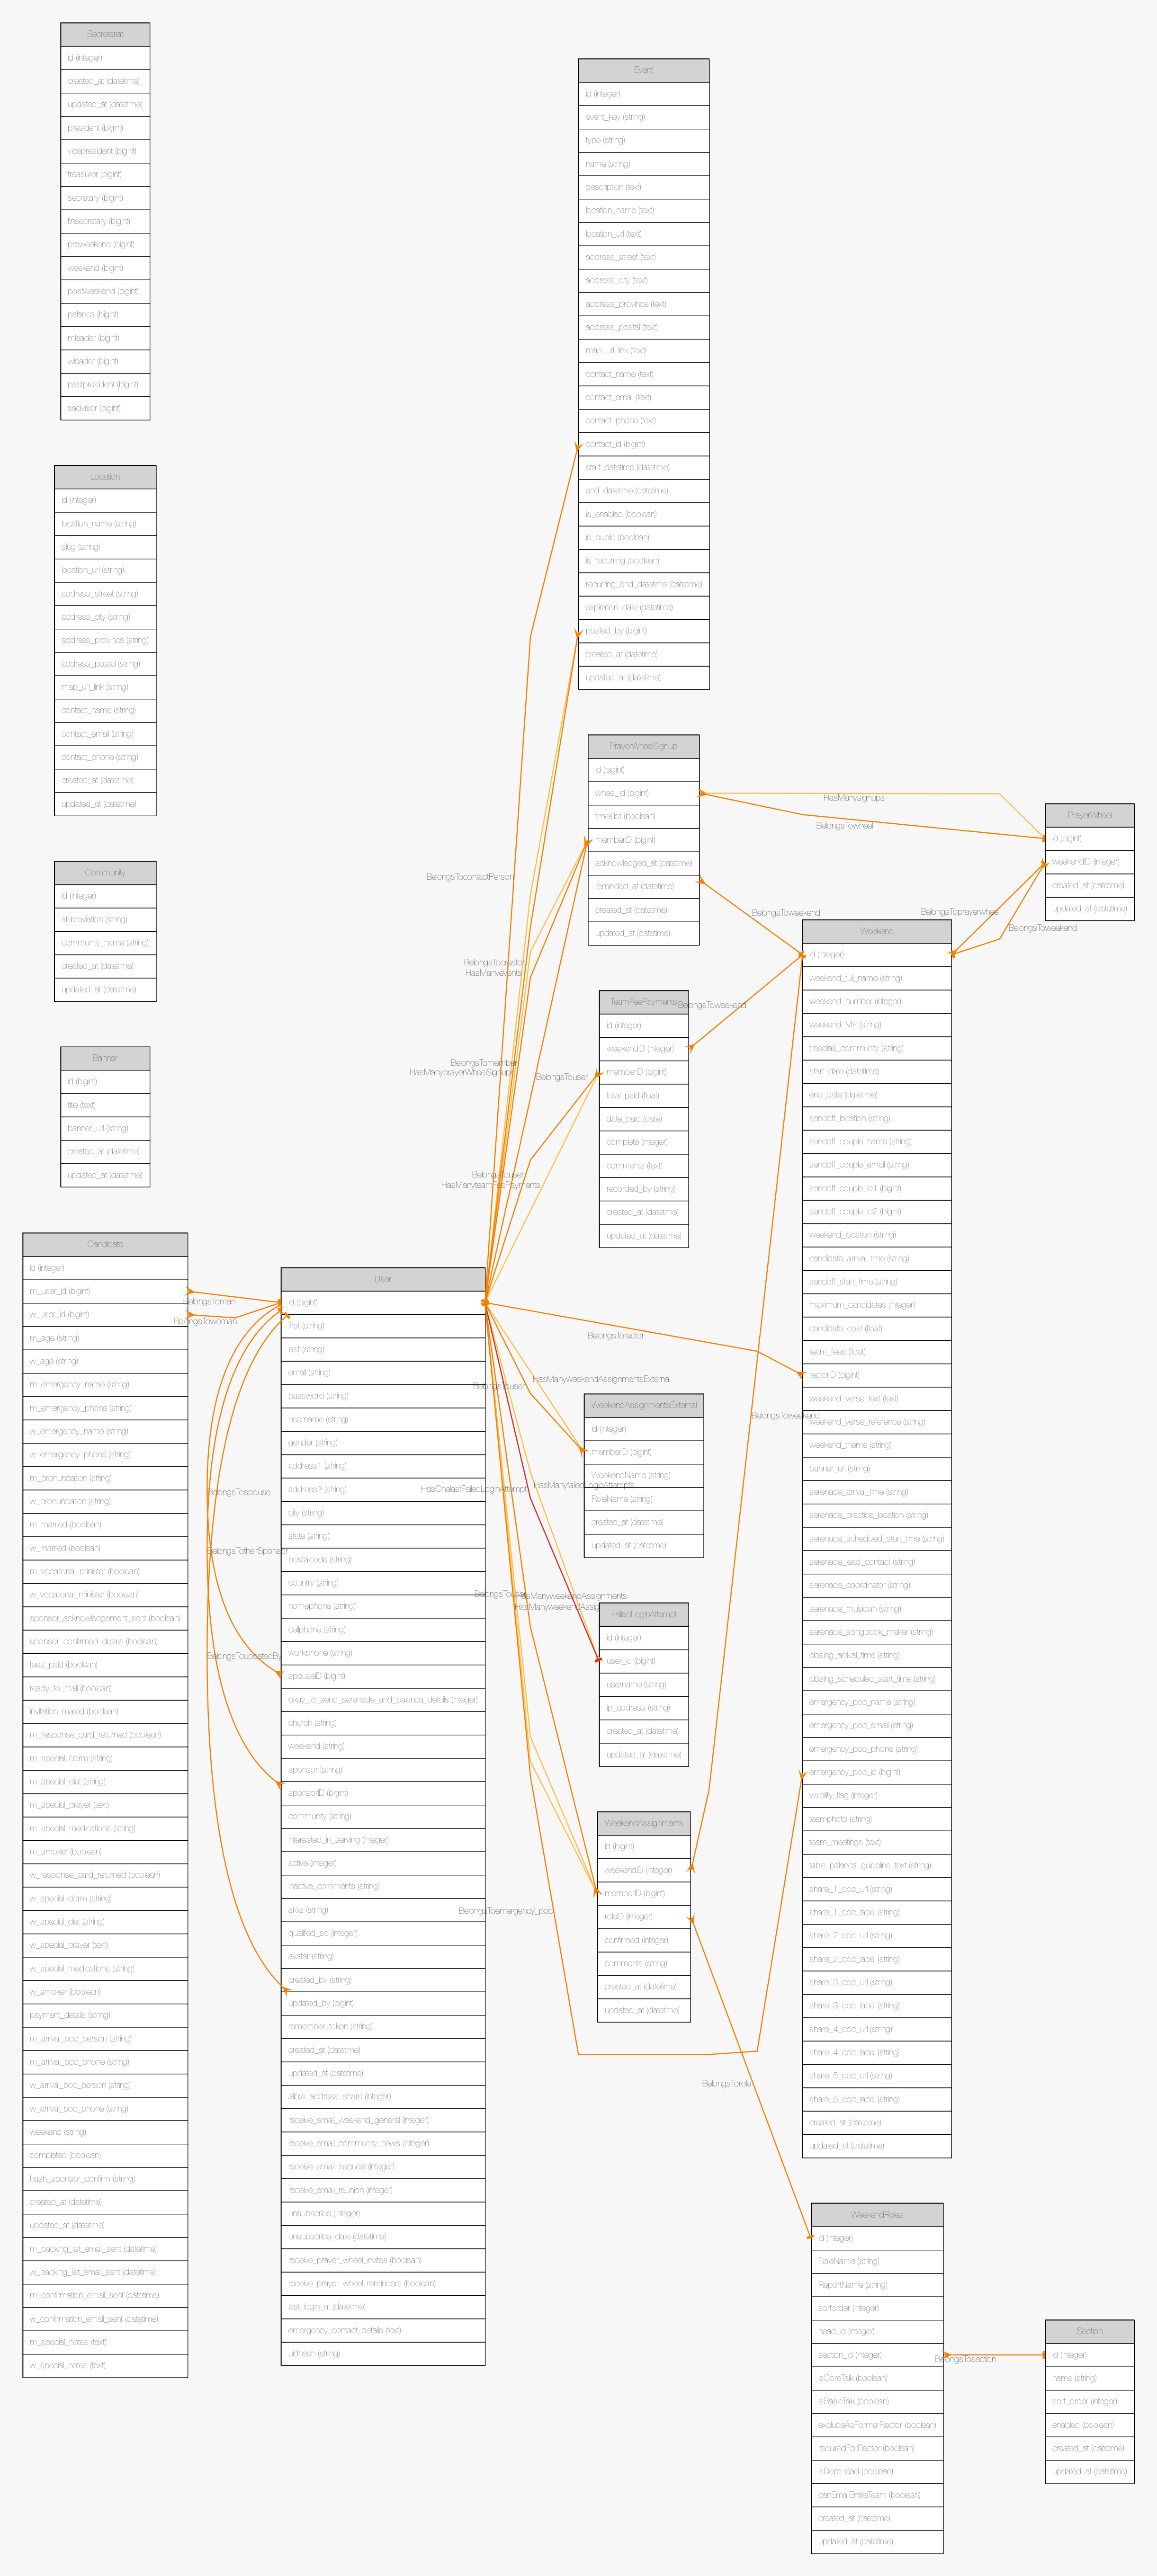 Secretariat
id (integer)
created_at (datetime)
updated_at (datetime)
president (bigint)
vicepresident (bigint)
treasurer (bigint)
secretary (bigint)
finsecretary (bigint)
preweekend (bigint)
weekend (bigint)
postweekend (bigint)
palanca (bigint)
mleader (bigint)
wleader (bigint)
pastpresident (bigint)
sadvisor (bigint)
Location
id (integer)
location_name (string)
slug (string)
location_url (string)
address_street (string)
address_city (string)
address_province (string)
address_postal (string)
map_url_link (string)
contact_name (string)
contact_email (string)
contact_phone (string)
created_at (datetime)
updated_at (datetime)
Community
id (integer)
abbreviation (string)
community_name (string)
created_at (datetime)
updated_at (datetime)
Banner
id (bigint)
title (text)
banner_url (string)
created_at (datetime)
updated_at (datetime)
Candidate
id (integer)
m_user_id (bigint)
w_user_id (bigint)
m_age (string)
w_age (string)
m_emergency_name (string)
m_emergency_phone (string)
w_emergency_name (string)
w_emergency_phone (string)
m_pronunciation (string)
w_pronunciation (string)
m_married (boolean)
w_married (boolean)
m_vocational_minister (boolean)
w_vocational_minister (boolean)
sponsor_acknowledgement_sent (boolean)
sponsor_confirmed_details (boolean)
fees_paid (boolean)
ready_to_mail (boolean)
invitation_mailed (boolean)
m_response_card_returned (boolean)
m_special_dorm (string)
m_special_diet (string)
m_special_prayer (text)
m_special_medications (string)
m_smoker (boolean)
w_response_card_returned (boolean)
w_special_dorm (string)
w_special_diet (string)
w_special_prayer (text)
w_special_medications (string)
w_smoker (boolean)
payment_details (string)
m_arrival_poc_person (string)
m_arrival_poc_phone (string)
w_arrival_poc_person (string)
w_arrival_poc_phone (string)
weekend (string)
completed (boolean)
hash_sponsor_confirm (string)
created_at (datetime)
updated_at (datetime)
m_packing_list_email_sent (datetime)
w_packing_list_email_sent (datetime)
m_confirmation_email_sent (datetime)
w_confirmation_email_sent (datetime)
m_special_notes (text)
w_special_notes (text)
BelongsToman
BelongsTowoman
BelongsTospouse
BelongsTotheirSponsor
BelongsToupdatedBy
User
id (bigint)
first (string)
last (string)
email (string)
password (string)
username (string)
gender (string)
address1 (string)
address2 (string)
city (string)
state (string)
postalcode (string)
country (string)
homephone (string)
cellphone (string)
workphone (string)
spouseID (bigint)
okay_to_send_serenade_and_palanca_details (integer)
church (string)
weekend (string)
sponsor (string)
sponsorID (bigint)
community (string)
interested_in_serving (integer)
active (integer)
inactive_comments (string)
skills (string)
qualified_sd (integer)
avatar (string)
created_by (string)
updated_by (bigint)
remember_token (string)
created_at (datetime)
updated_at (datetime)
allow_address_share (integer)
receive_email_weekend_general (integer)
receive_email_community_news (integer)
receive_email_sequela (integer)
receive_email_reunion (integer)
unsubscribe (integer)
unsubscribe_date (datetime)
receive_prayer_wheel_invites (boolean)
receive_prayer_wheel_reminders (boolean)
last_login_at (datetime)
emergency_contact_details (text)
uidhash (string)
BelongsTocontactPerson
BelongsTocreator
HasManyevents
BelongsTomember
HasManyprayerWheelSignups
BelongsTouser
BelongsTouser
HasManyteamFeePayments
BelongsTorector
HasManyweekendAssignmentsExternal
BelongsTouser
HasOnelastFailedLoginAttempt
HasManyfailedLoginAttempts
BelongsTouser
HasManyweekendAssignments
HasManyweekendAssig
BelongsToemergency_poc
Event
id (integer)
event_key (string)
type (string)
name (string)
description (text)
location_name (text)
location_url (text)
address_street (text)
address_city (text)
address_province (text)
address_postal (text)
map_url_link (text)
contact_name (text)
contact_email (text)
contact_phone (text)
contact_id (bigint)
start_datetime (datetime)
end_datetime (datetime)
is_enabled (boolean)
is_public (boolean)
is_recurring (boolean)
recurring_end_datetime (datetime)
expiration_date (datetime)
posted_by (bigint)
created_at (datetime)
updated_at (datetime)
PrayerWheelSignup
id (bigint)
wheel_id (bigint)
timeslot (boolean)
memberID (bigint)
acknowledged_at (datetime)
reminded_at (datetime)
created_at (datetime)
updated_at (datetime)
TeamFeePayments
id (integer)
weekendID (integer)
memberID (bigint)
total_paid (float)
date_paid (date)
complete (integer)
comments (text)
recorded_by (string)
created_at (datetime)
updated_at (datetime)
WeekendAssignmentsExternal
id (integer)
memberID (bigint)
WeekendName (string)
RoleName (string)
created_at (datetime)
updated_at (datetime)
FailedLoginAttempt
id (integer)
user_id (bigint)
username (string)
ip_address (string)
created_at (datetime)
updated_at (datetime)
WeekendAssignments
id (bigint)
weekendID (integer)
memberID (bigint)
roleID (integer)
confirmed (integer)
comments (string)
created_at (datetime)
updated_at (datetime)
HasManysignups
BelongsTowheel
BelongsToweekend
BelongsToweekend
BelongsToprayerwheel
BelongsToweekend
BelongsToweekend
BelongsTorole
Weekend
id (integer)
weekend_full_name (string)
weekend_number (integer)
weekend_MF (string)
tresdias_community (string)
start_date (datetime)
end_date (datetime)
sendoff_location (string)
sendoff_couple_name (string)
sendoff_couple_email (string)
sendoff_couple_id1 (bigint)
sendoff_couple_id2 (bigint)
weekend_location (string)
candidate_arrival_time (string)
sendoff_start_time (string)
maximum_candidates (integer)
candidate_cost (float)
team_fees (float)
rectorID (bigint)
weekend_verse_text (text)
weekend_verse_reference (string)
weekend_theme (string)
banner_url (string)
serenade_arrival_time (string)
serenade_practice_location (string)
serenade_scheduled_start_time (string)
serenade_lead_contact (string)
serenade_coordinator (string)
serenade_musician (string)
serenade_songbook_maker (string)
closing_arrival_time (string)
closing_scheduled_start_time (string)
emergency_poc_name (string)
emergency_poc_email (string)
emergency_poc_phone (string)
emergency_poc_id (bigint)
visibility_flag (integer)
teamphoto (string)
team_meetings (text)
table_palanca_guideline_text (string)
share_1_doc_url (string)
share_1_doc_label (string)
share_2_doc_url (string)
share_2_doc_label (string)
share_3_doc_url (string)
share_3_doc_label (string)
share_4_doc_url (string)
share_4_doc_label (string)
share_5_doc_url (string)
share_5_doc_label (string)
created_at (datetime)
updated_at (datetime)
WeekendRoles
id (integer)
RoleName (string)
ReportName (string)
sortorder (integer)
head_id (integer)
section_id (integer)
isCoreTalk (boolean)
isBasicTalk (boolean)
excludeAsFormerRector (boolean)
requiredForRector (boolean)
isDeptHead (boolean)
canEmailEntireTeam (boolean)
created_at (datetime)
updated_at (datetime)
BelongsTosection
PrayerWheel
id (bigint)
weekendID (integer)
created_at (datetime)
updated_at (datetime)
Section
id (integer)
name (string)
sort_order (integer)
enabled (boolean)
created_at (datetime)
updated_at (datetime)